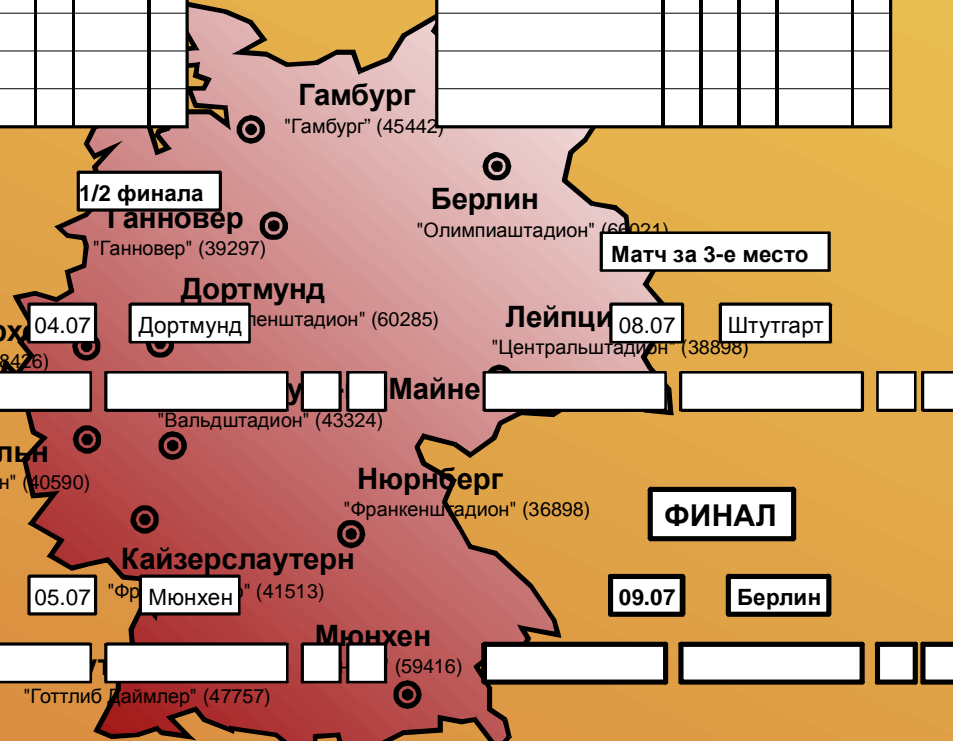 Гамбург
"Гамбург" (45442)
1/2 финала
Берлин
"Олимпиаштадион" (66021)
Ганновер
"Ганновер" (39297)
Матч за 3-е место
Дортмунд
(60285)
04.07
Дортмунд
08.07
Штутгарт
"Центральштадион" (38898)
Майне
"Вальдштадион" (43324)
(40590)
Нюрнберг
"Франкенштадион" (36898)
ФИНАЛ
Кайзерслаутерн
(41513)
05.07
Мюнхен
09.07
Берлин
Мюнхен
(59416)
"Готтлиб Даймлер" (47757)